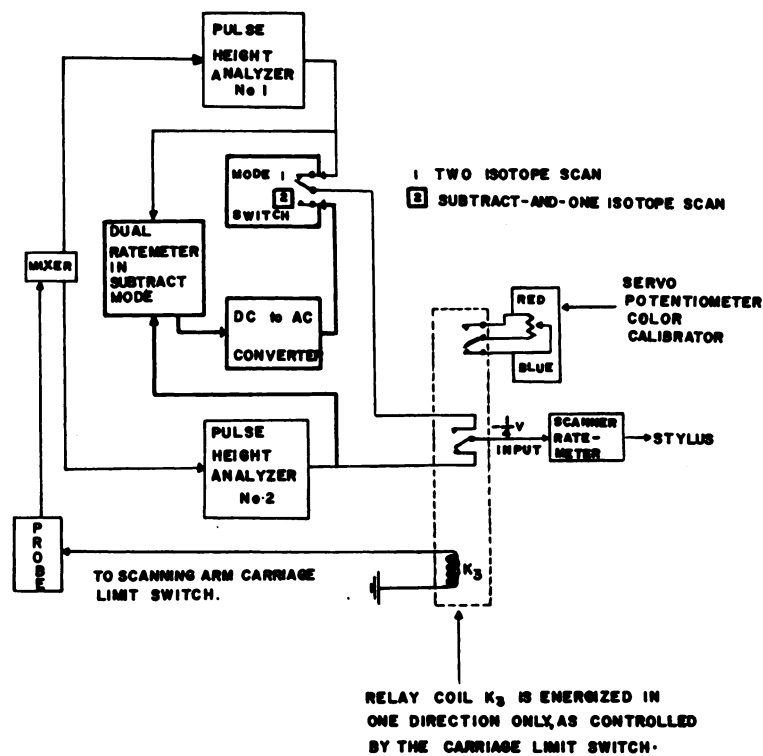 PULSE
HEIGHT
ANALYZER
No 1
MODE 1
2
SWITCH
1 TWO ISOTOPE SCAN
2 SUBTRACT-AND-ONE ISOTOPE SCAN
DUAL
RATEMETER
IN
SUBTRACT
MODE
MIXER
DC to AC
CONVERTER
RED
BLUE
SERVO
POTENTIOMETER
COLOR
CALIBRATOR
PULSE
HEIGHT
ANALYZER
No.2
INPUT
SCANNER
RATE-
METER
STYLUS
PROBE
TO SCANNING ARM CARRIAGE
LIMIT SWITCH.
K3
RELAY COIL K3 IS ENERGIZED IN
ONE DIRECTION ONLY, AS CONTROLLED
BY THE CARRIAGE LIMIT SWITCH.